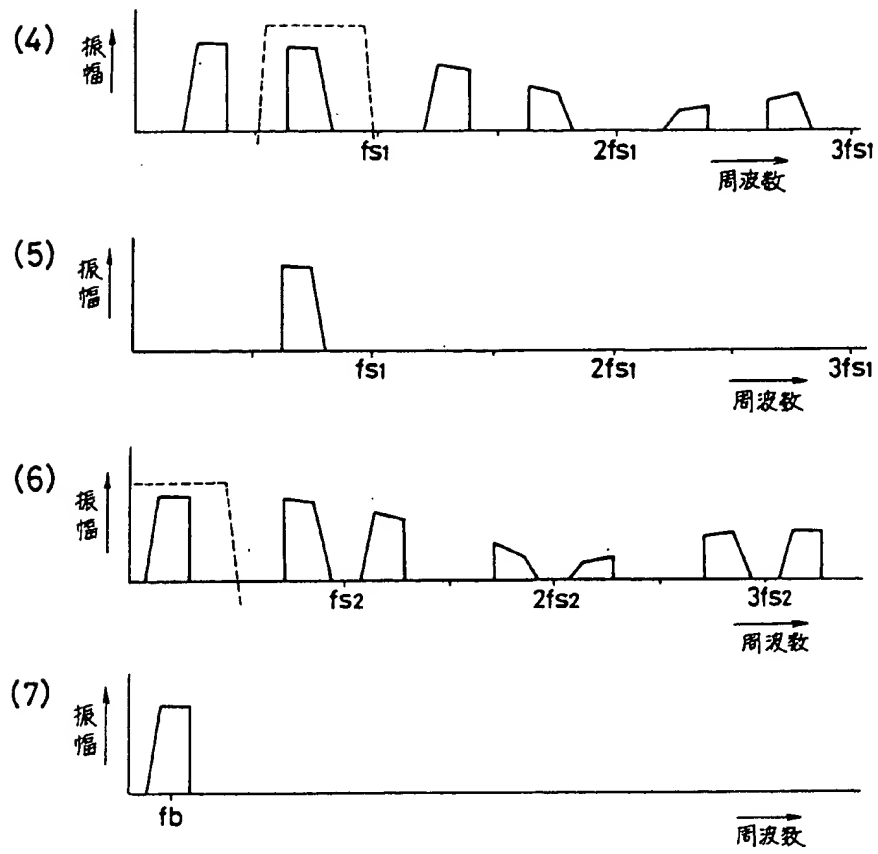 (4)
振幅
fs1
2fs1
3fs1
周波数
(5)
振幅
fs1
2fs1
3fs1
周波数
(6)
振幅
fs2
2fs2
3fs2
周波数
(7)
振幅
fb
周波数